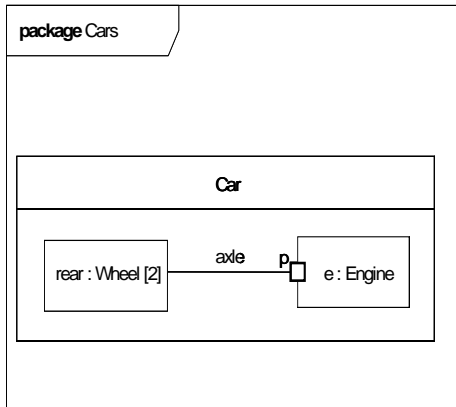 package Cars
Car
axle
p
rear : Wheel [2]
e : Engine